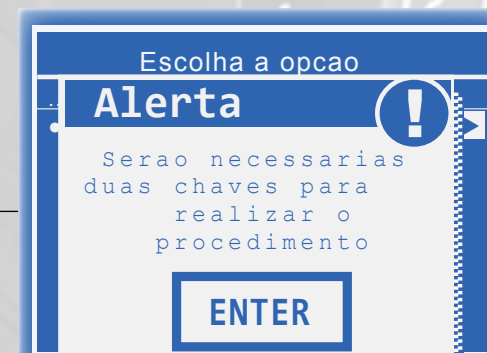 Escolha a opcao
Alerta
!
Serao necessarias
duas chaves para
realizar o
procedimento
ENTER